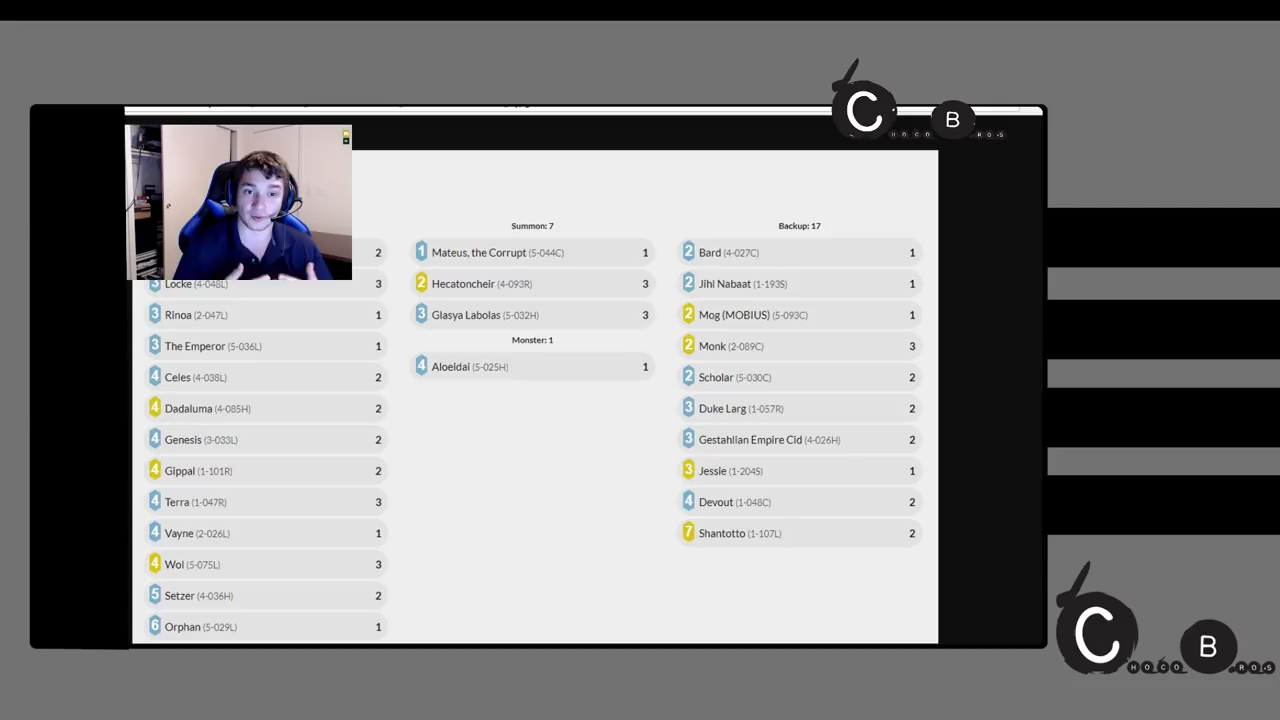 C
B
H O C O
R O S
2
3 Locke (4-048L) 3
3 Rinoa (2-047L) 1
3 The Emperor (5-036L) 1
4 Celes (4-038L) 2
4 Dadaluma (4-085H) 2
4 Genesis (3-033L) 2
4 Gippal (1-101R) 2
4 Terra (1-047R) 3
4 Vayne (2-026L) 1
4 Wol (5-075L) 3
5 Setzer (4-036H) 2
6 Orphan (5-029L) 1
Summon: 7
1 Mateus, the Corrupt (5-044C) 1
2 Hecatoncheir (4-093R) 3
3 Glasya Labolas (5-032H) 3
Monster: 1
4 Aloeidai (5-025H) 1
Backup: 17
2 Bard (4-027C) 1
2 Jihl Nabaat (1-193S) 1
2 Mog (MOBIUS) (5-093C) 1
2 Monk (2-089C) 3
2 Scholar (5-030C) 2
3 Duke Larg (1-057R) 2
3 Gestahlian Empire Cid (4-026H) 2
3 Jessie (1-204S) 1
4 Devout (1-048C) 2
7 Shantotto (1-107L) 2
C
B
H O C O
R O S